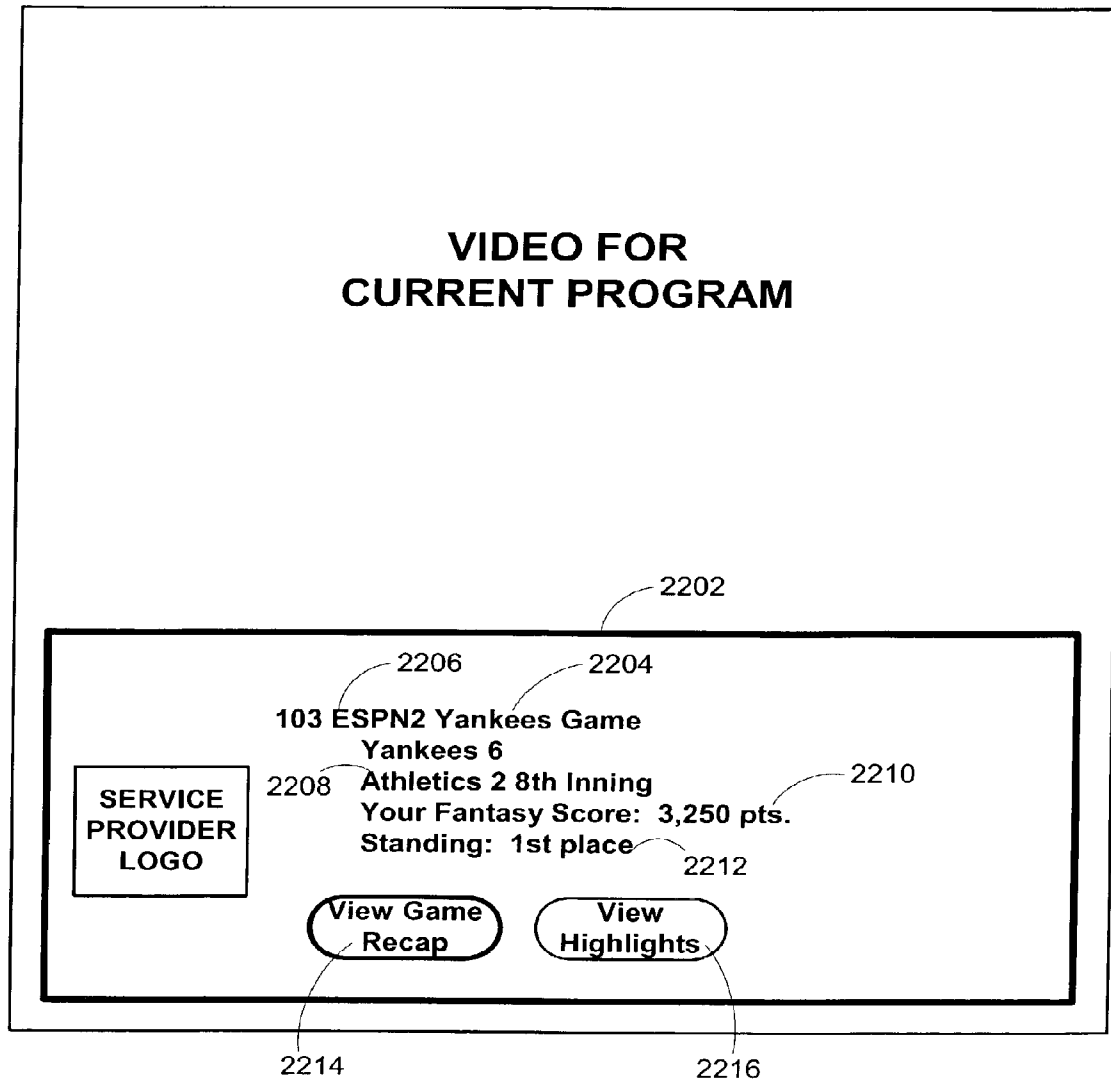 VIDEO FOR
CURRENT PROGRAM
2202
2206
2204
103 ESPN2 Yankees Game
Yankees 6
2208
Athletics 2 8th Inning
2210
Your Fantasy Score: 3,250 pts.
Standing: 1st place
2212
SERVICE
PROVIDER
LOGO
View Game
Recap
View
Highlights
2214
2216